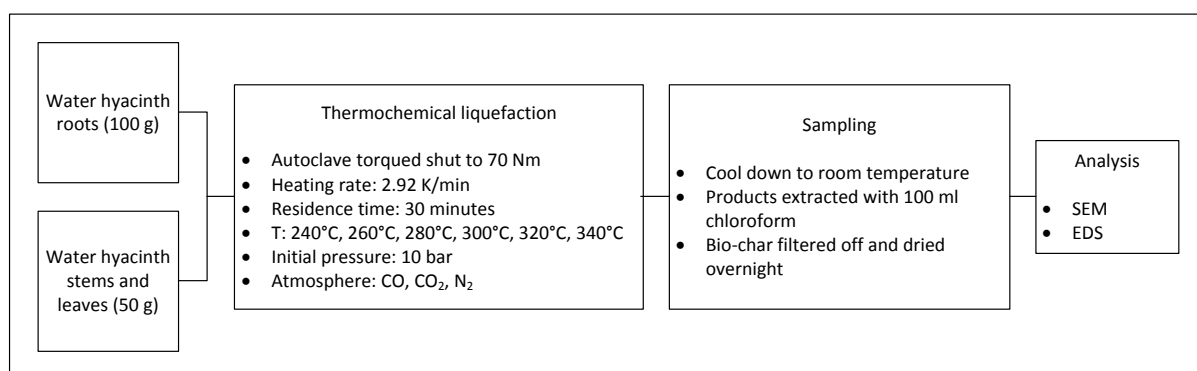 Water hyacinth
roots (100 g)
Water hyacinth
stems and
leaves (50 g)
Thermochemical liquefaction
• Autoclave torqued shut to 70 Nm
• Heating rate: 2.92 K/min
• Residence time: 30 minutes
• T: 240°C, 260°C, 280°C, 300°C, 320°C, 340°C
• Initial pressure: 10 bar
• Atmosphere: CO, CO₂, N₂
Sampling
• Cool down to room temperature
• Products extracted with 100 ml
chloroform
• Bio-char filtered off and dried
overnight
Analysis
• SEM
• EDS